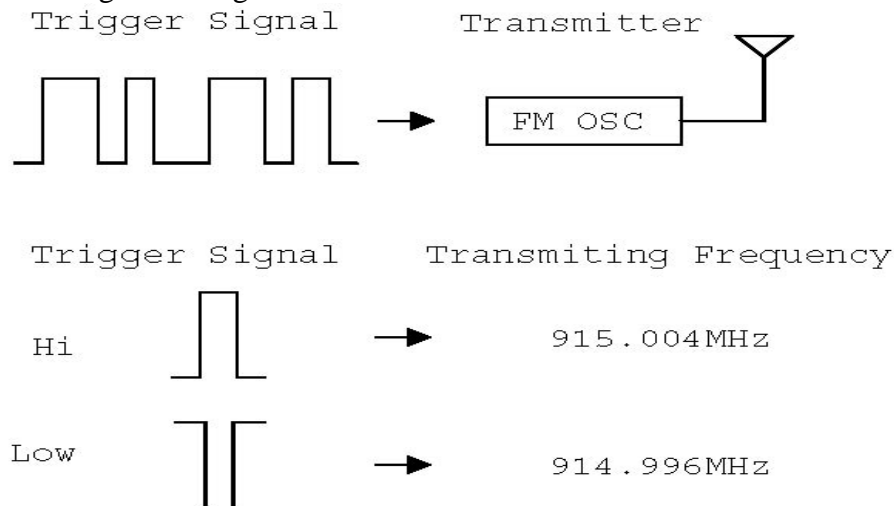 Trigger Signal Transmitter
FM OSC
Trigger Signal Transmiting Frequency
Hi 915.004MHz
Low 914.996MHz